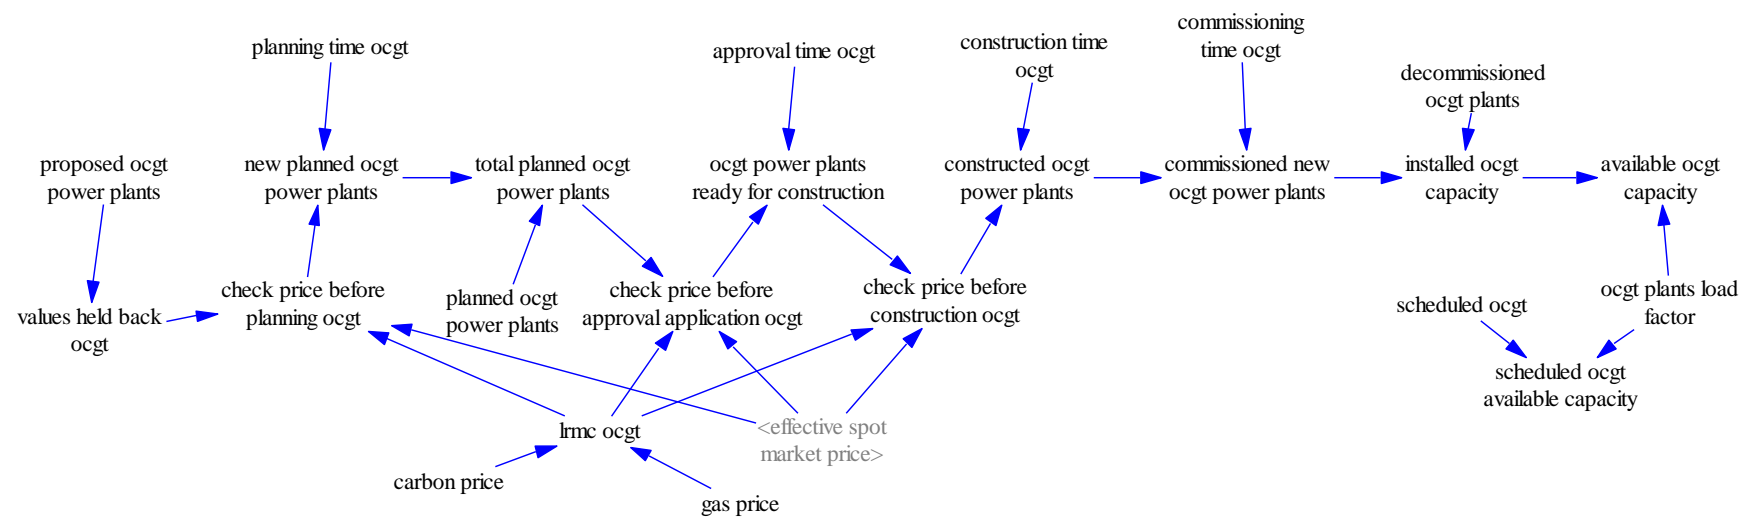 planning time ocgt
approval time ocgt
construction time
ocgt
commissioning
time ocgt
decommissioned
ocgt plants
proposed ocgt
power plants
new planned ocgt
power plants
total planned ocgt
power plants
ocgt power plants
ready for construction
constructed ocgt
power plants
commissioned new
ocgt power plants
installed ocgt
capacity
available ocgt
capacity
values held back
ocgt
check price before
planning ocgt
planned ocgt
power plants
check price before
approval application ocgt
check price before
construction ocgt
scheduled ocgt
ocgt plants load
factor
scheduled ocgt
available capacity
lrmc ocgt
<effective spot
market price>
carbon price
gas price